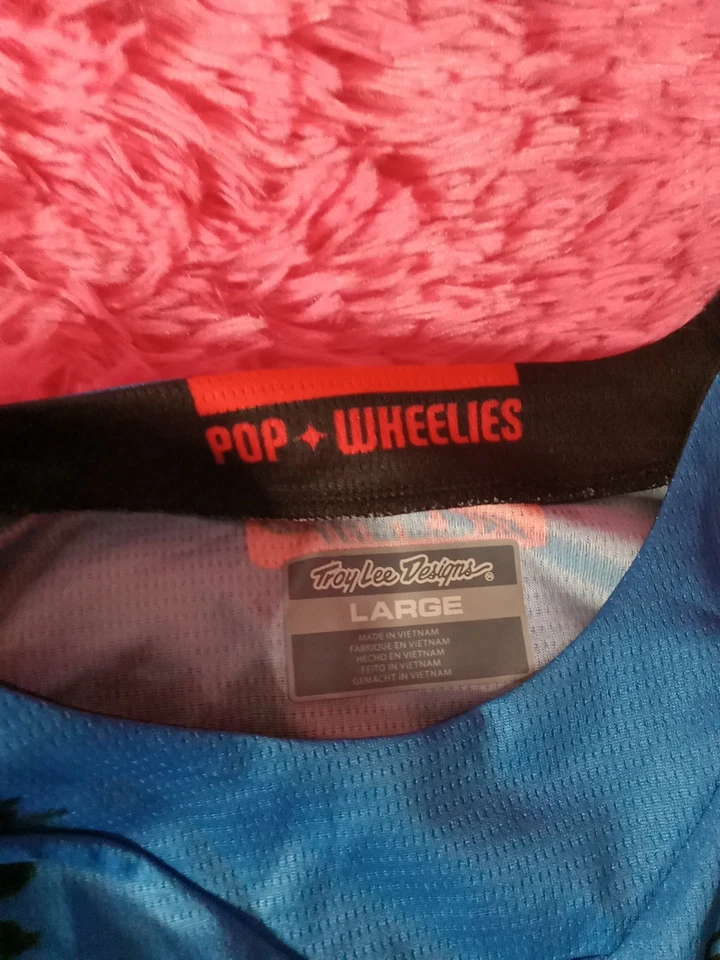 POP WHEELIES
Troy Lee Designs®
LARGE
MADE IN VIETNAM
FABRIQUE EN VIETNAM
HECHO EN VIETNAM
FEITO IN VIETNAM
GEMACHT IN VIETNAM